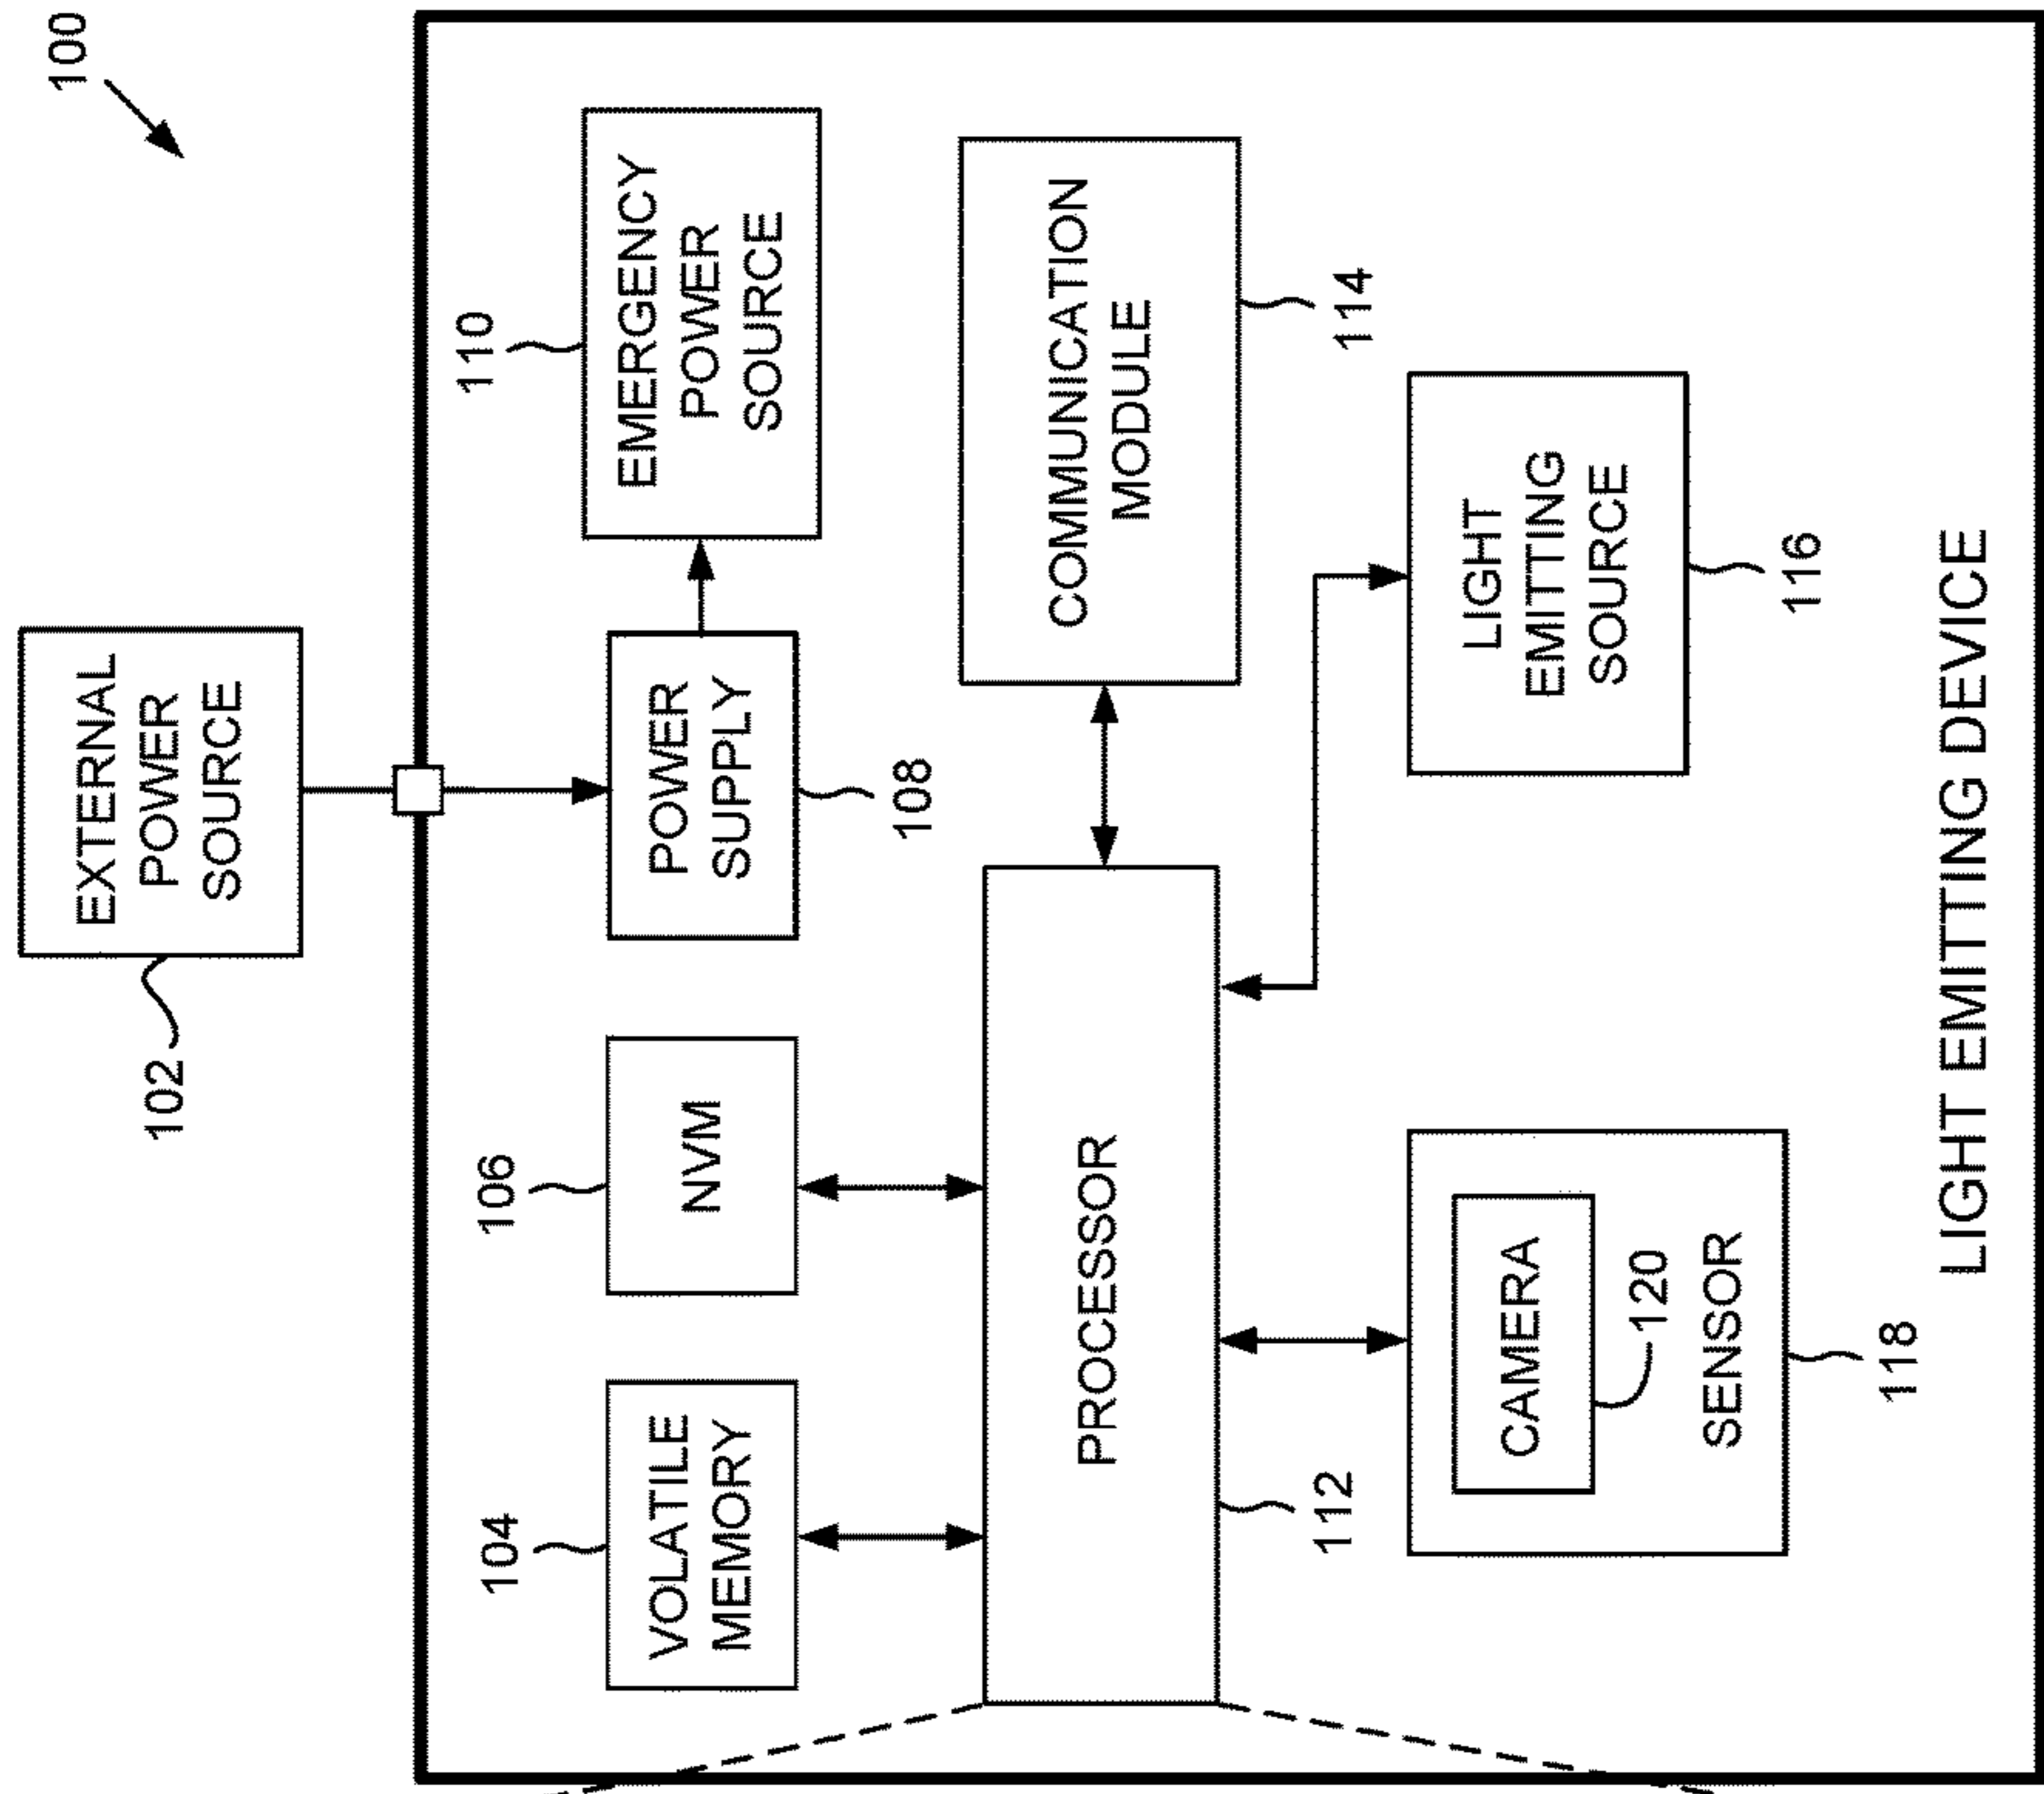 100
EXTERNAL
POWER
SOURCE
102
104
VOLATILE
MEMORY
106
NVM
POWER
SUPPLY
108
110
EMERGENCY
POWER
SOURCE
PROCESSOR
112
COMMUNICATION
MODULE
114
CAMERA
120
SENSOR
118
LIGHT
EMITTING
SOURCE
116
LIGHT EMITTING DEVICE